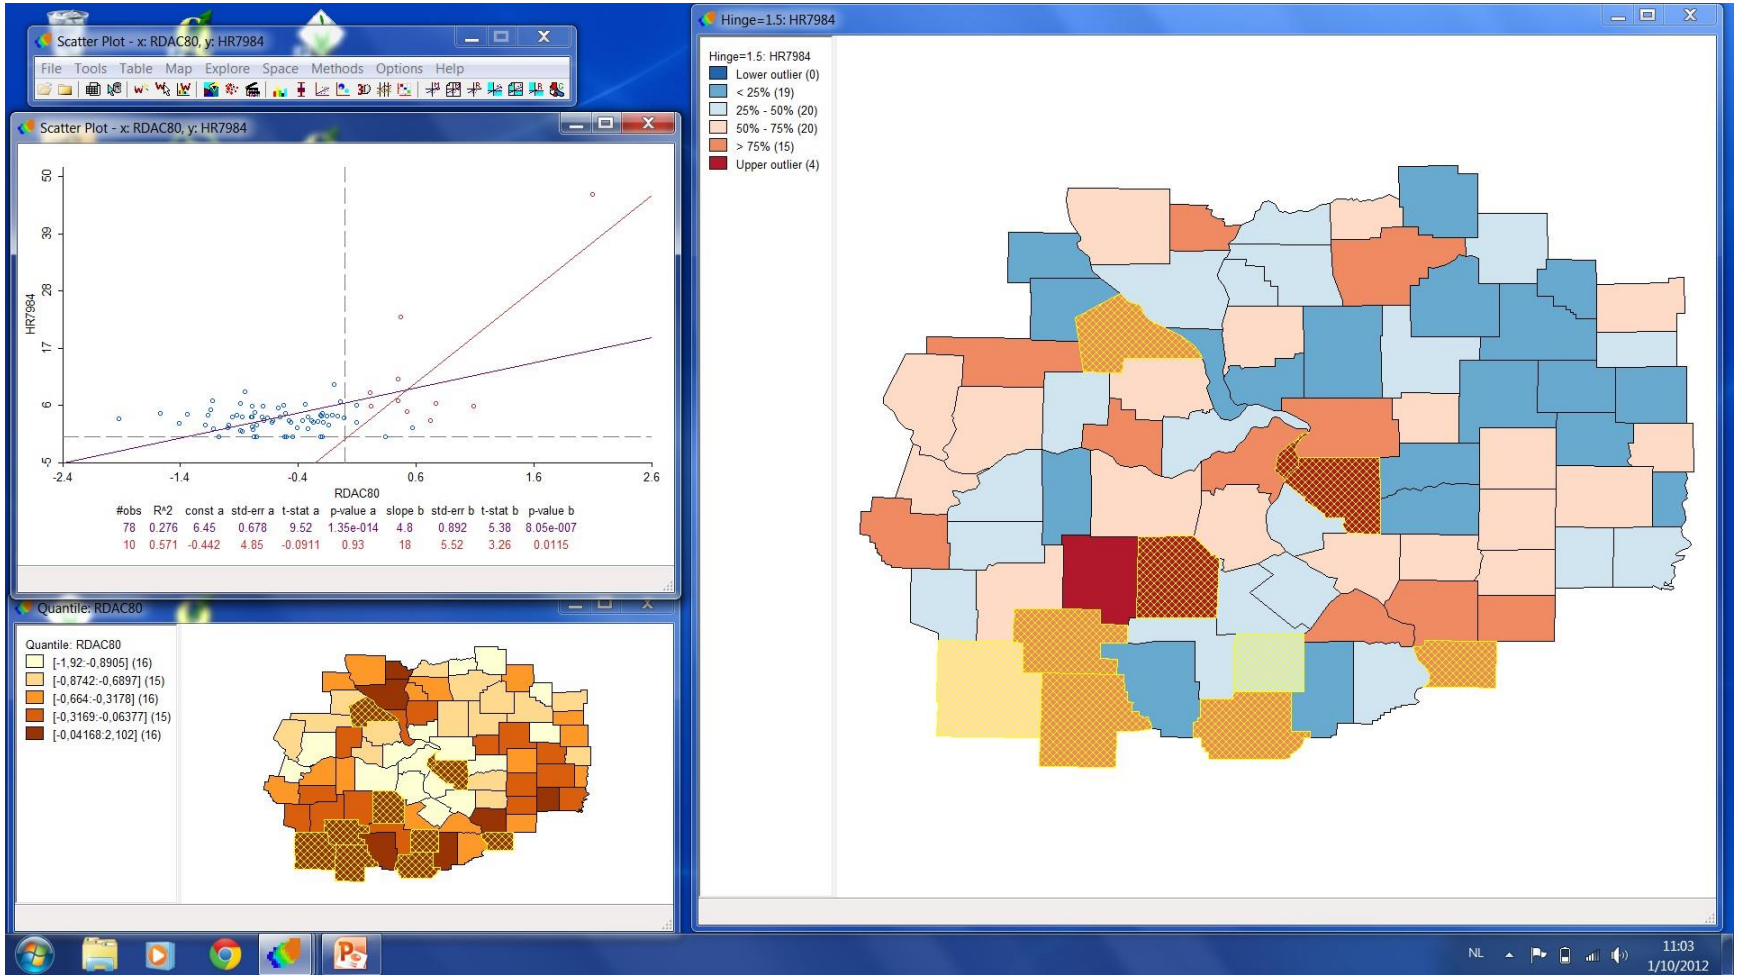 Scatter Plot - x: RDAC80, y: HR7984
File Tools Table Map Explore Space Methods Options Help
3D
Scatter Plot - x: RDAC80, y: HR7984
50
39
28
17
6
-5
HR7984
-2.4 -1.4 -0.4 0.6 1.6 2.6
RDAC80
#obs R^2 const a std-err a t-stat a p-value a slope b std-err b t-stat b p-value b
78 0.276 6.45 0.678 9.52 1.35e-014 4.8 0.892 5.38 8.05e-007
10 0.571 -0.442 4.85 -0.0911 0.93 18 5.52 3.26 0.0115
Quantile: RDAC80
Quantile: RDAC80
[-1,92:-0,8905] (16)
[-0,8742:-0,6897] (15)
[-0,664:-0,3178] (16)
[-0,3169:-0,06377] (15)
[-0,04168:2,102] (16)
Hinge=1.5: HR7984
Hinge=1.5: HR7984
Lower outlier (0)
< 25% (19)
25% - 50% (20)
50% - 75% (20)
> 75% (15)
Upper outlier (4)
NL
11:03
1/10/2012